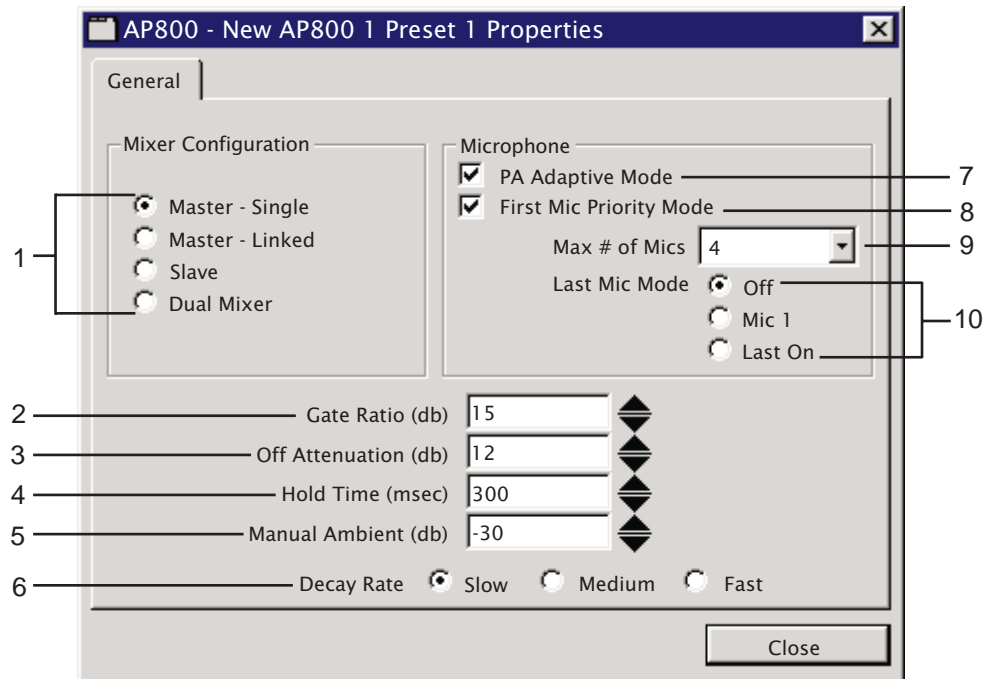 AP800 - New AP800 1 Preset 1 Properties
General
Mixer Configuration
Master - Single
Master - Linked
Slave
Dual Mixer
1
Microphone
PA Adaptive Mode
7
First Mic Priority Mode
8
Max # of Mics 4
9
Last Mic Mode Off
Mic 1
Last On
10
2 Gate Ratio (db) 15
3 Off Attenuation (db) 12
4 Hold Time (msec) 300
5 Manual Ambient (db) -30
6 Decay Rate Slow Medium Fast
Close